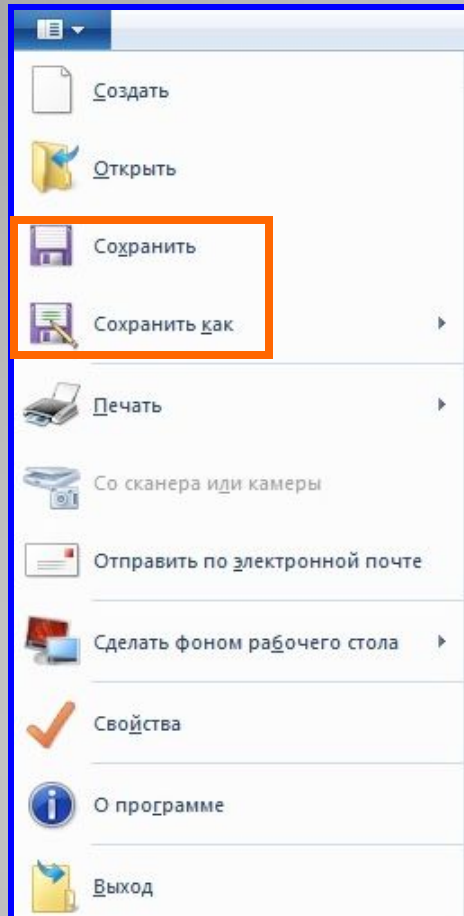 Создать
Открыть
Сохранить
Сохранить как
Печать
Со сканера или камеры
Отправить по электронной почте
Сделать фоном рабочего стола
Свойства
О программе
Выход